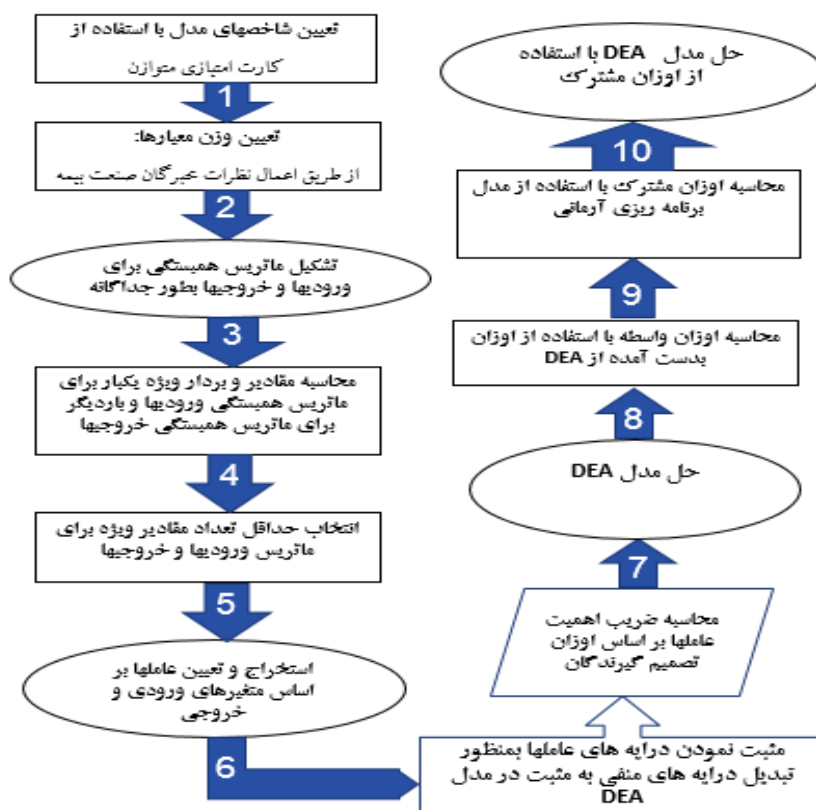 تعیین شاخصهای مدل با استفاده از
کارت امتیازی متوازن
1
تعیین وزن معیارها:
از طریق اعمال نظرات خبرگان صنعت بیمه
2
تشکیل ماتریس همبستگی برای
ورودیها و خروجیها بطور جداگانه
3
محاسبه مقادیر و بردار ویژه یکبار برای
ماتریس همبستگی ورودیها و باردیگر
برای ماتریس همبستگی خروجیها
4
انتخاب حداقل تعداد مقادیر ویژه برای
ماتریس ورودیها و خروجیها
5
استخراج و تعیین عاملها بر
اساس متغیرهای ورودی و
خروجی
6
مثبت نمودن درایه های عاملها بمنظور
تبدیل درایه های منفی به مثبت در مدل
DEA
محاسبه ضریب اهمیت
عاملها بر اساس اوزان
تصمیم گیرندگان
7
حل مدل DEA
8
محاسبه اوزان واسطه با استفاده از اوزان
بدست آمده از DEA
9
محاسبه اوزان مشترک با استفاده از مدل
برنامه ریزی آرمانی
10
حل مدل DEA با استفاده
از اوزان مشترک